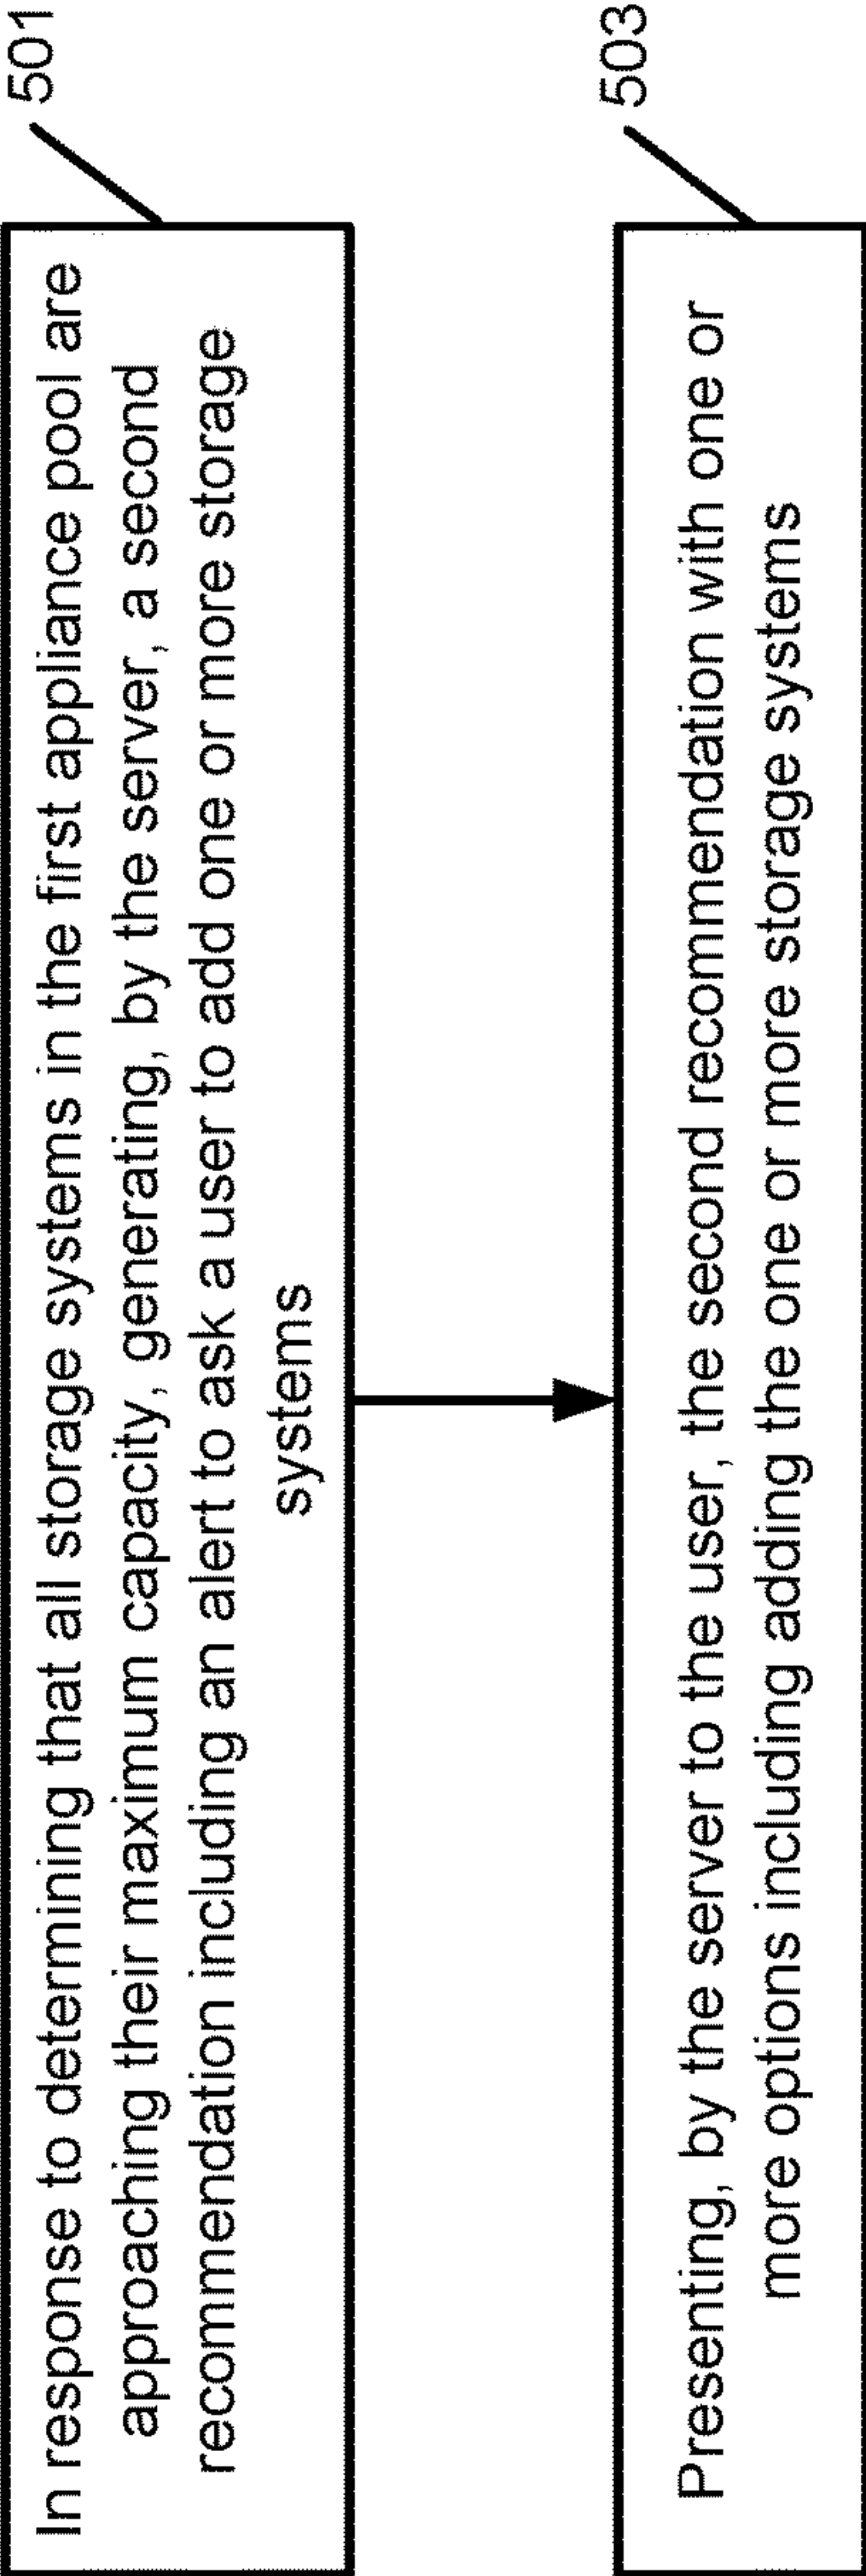 In response to determining that all storage systems in the first appliance pool are
approaching their maximum capacity, generating, by the server, a second
recommendation including an alert to ask a user to add one or more storage
systems
501
Presenting, by the server to the user, the second recommendation with one or
more options including adding the one or more storage systems
503